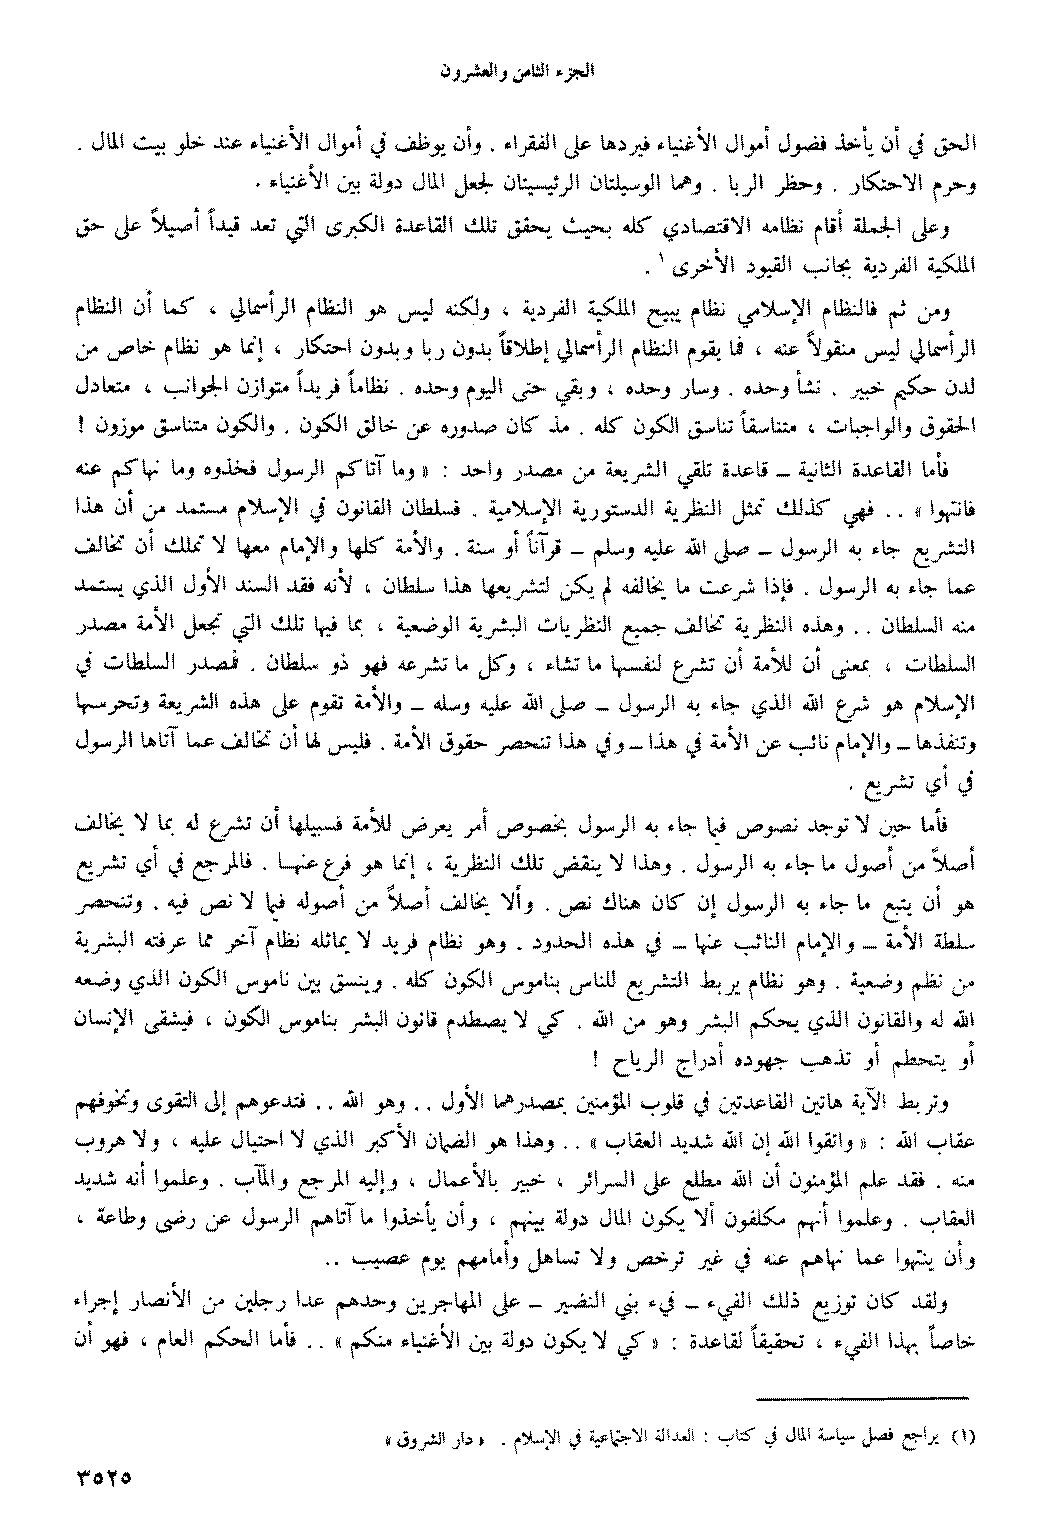 الجزء الثامن والعشرون
الحق في أن يأخذ فضول أموال الأغنياء فيردها على الفقراء . وأن يوظف في أموال الأغنياء عند خلو بيت المال .
وحرم الاحتكار . وحظر الربا . وهما الوسيلتان الرئيسيتان لجعل المال دولة بين الأغنياء .
وعلى الجملة أقام نظامه الاقتصادي كله بحيث يحقق تلك القاعدة الكبرى التي تعد قيداً أصيلاً على حق
الملكية الفردية بجانب القيود الأخرى ١ .
ومن ثم فالنظام الإسلامي نظام يبيح الملكية الفردية ، ولكنه ليس هو النظام الرأسمالي ، كما أن النظام
الرأسمالي ليس منقولاً عنه ، فما يقوم النظام الرأسمالي إطلاقاً بدون ربا وبدون احتكار ، إنما هو نظام خاص من
لدن حكيم خبير . نشأ وحده . وسار وحده ، وبقي حتى اليوم وحده . نظاماً فريداً متوازن الجوانب ، متعادل
الحقوق والواجبات ، متناسقاً تناسق الكون كله . مذ كان صدوره عن خالق الكون . والكون متناسق موزون !
فأما القاعدة الثانية – قاعدة تلقي الشريعة من مصدر واحد : « وما آتاكم الرسول فخذوه وما نهاكم عنه
فانتهوا » .. فهي كذلك تمثل النظرية الدستورية الإسلامية . فسلطان القانون في الإسلام مستمد من أن هذا
التشريع جاء به الرسول – صلى الله عليه وسلم – قرآناً أو سنة . والأمة كلها والإمام معها لا تملك أن تخالف
عما جاء به الرسول . فإذا شرعت ما يخالفه لم يكن لتشريعها هذا سلطان ، لأنه فقد السند الأول الذي يستمد
منه السلطان .. وهذه النظرية تخالف جميع النظريات البشرية الوضعية ، بما فيها تلك التي تجعل الأمة مصدر
السلطات ، بمعنى أن للأمة أن تشرع لنفسها ما تشاء ، وكل ما تشرعه فهو ذو سلطان . فمصدر السلطات في
الإسلام هو شرع الله الذي جاء به الرسول – صلى الله عليه وسله – والأمة تقوم على هذه الشريعة وتحرسها
وتنفذها – والإمام نائب عن الأمة في هذا – وفي هذا تنحصر حقوق الأمة . فليس لها أن تخالف عما آتاها الرسول
في أي تشريع .
فأما حين لا توجد نصوص فيما جاء به الرسول بخصوص أمر يعرض للأمة فسبيلها أن تشرع له بما لا يخالف
أصلاً من أصول ما جاء به الرسول . وهذا لا ينقض تلك النظرية ، إنما هو فرع عنها . فالمرجع في أي تشريع
هو أن يتبع ما جاء به الرسول إن كان هناك نص . وألا يخالف أصلاً من أصوله فيما لا نص فيه . وتنحصر
سلطة الأمة – والإمام النائب عنها – في هذه الحدود . وهو نظام فريد لا يماثله نظام آخر مما عرفته البشرية
من نظم وضعية . وهو نظام يربط التشريع للناس بناموس الكون كله . وينسق بين ناموس الكون الذي وضعه
الله له والقانون الذي يحكم البشر وهو من الله . كي لا يصطدم قانون البشر بناموس الكون ، فيشقى الإنسان
أو يتحطم أو تذهب جهوده أدراج الرياح !
وتربط الآية هاتين القاعدتين في قلوب المؤمنين بمصدرهما الأول .. وهو الله .. فتدعوهم إلى التقوى وتخوفهم
عقاب الله : « واتقوا الله إن الله شديد العقاب » .. وهذا هو الضمان الأكبر الذي لا احتيال عليه ، ولا هروب
منه . فقد علم المؤمنون أن الله مطلع على السرائر ، خبير بالأعمال ، وإليه المرجع والمآب . وعلموا أنه شديد
العقاب . وعلموا أنهم مكلفون ألا يكون المال دولة بينهم ، وأن يأخذوا ما آتاهم الرسول عن رضى وطاعة ،
وأن ينتهوا عما نهاهم عنه في غير ترخص ولا تساهل وأمامهم يوم عصيب ..
ولقد كان توزيع ذلك الفيء – فيء بني النضير – على المهاجرين وحدهم عدا رجلين من الأنصار إجراء
خاصاً بهذا الفيء ، تحقيقاً لقاعدة : « كي لا يكون دولة بين الأغنياء منكم » .. فأما الحكم العام ، فهو أن
(١) يراجع فصل سياسة المال في كتاب : العدالة الاجتماعية في الإسلام . « دار الشروق »
٣٥٢٥